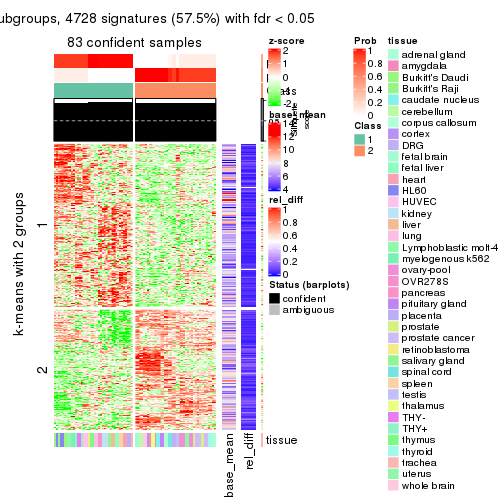 ubgroups, 4728 signatures (57.5%) with fdr < 0.05
83 confident samples
k-means with 2 groups
1
2
base_mean
rel_diff
tissue
z-score
2
1
0
-1
-2
base_mean
14
12
10
8
6
4
rel_diff
1
0.8
0.6
0.4
0.2
0
Status (barplots)
confident
ambiguous
Prob
1
0.8
0.6
0.4
0.2
0
Class
1
2
tissue
adrenal gland
amygdala
Burkitt's Daudi
Burkitt's Raji
caudate nucleus
cerebellum
corpus callosum
cortex
DRG
fetal brain
fetal liver
heart
HL60
HUVEC
kidney
liver
lung
Lymphoblastic molt-4
myelogenous k562
ovary-pool
OVR278S
pancreas
pituitary gland
placenta
prostate
prostate cancer
retinoblastoma
salivary gland
spinal cord
spleen
testis
thalamus
THY-
THY+
thymus
thyroid
trachea
uterus
whole brain